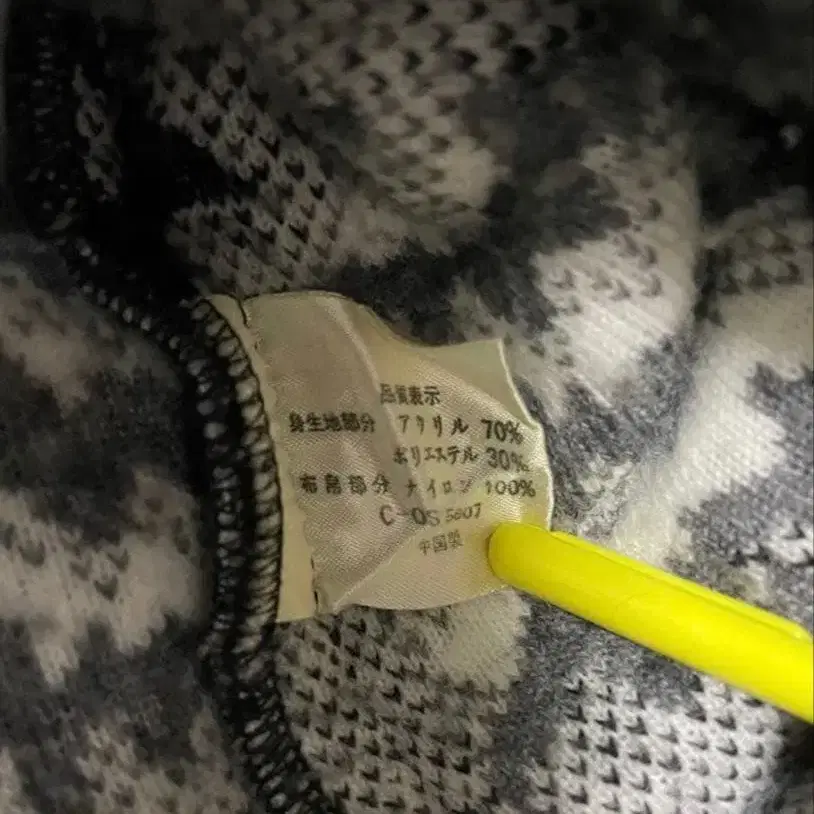 品質表示
身生地部分 アクリル 70%
ポリエステル 30%
布帛部分 ナイロン 100%
C-OS 5607
中国製